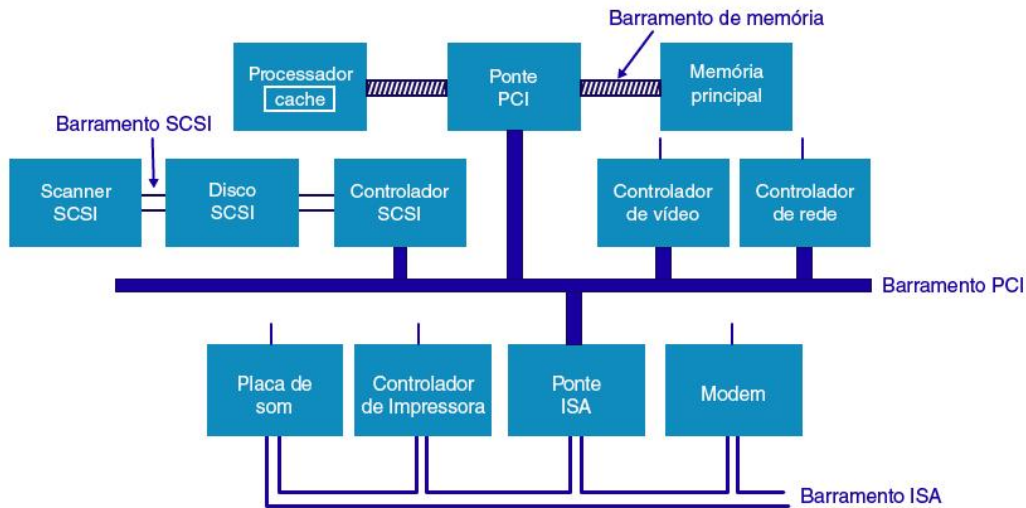 Barramento de memória
Processador
cache
Ponte
PCI
Memória
principal
Barramento SCSI
Scanner
SCSI
Disco
SCSI
Controlador
SCSI
Controlador
de vídeo
Controlador
de rede
Barramento PCI
Placa de
som
Controlador
de Impressora
Ponte
ISA
Modem
Barramento ISA